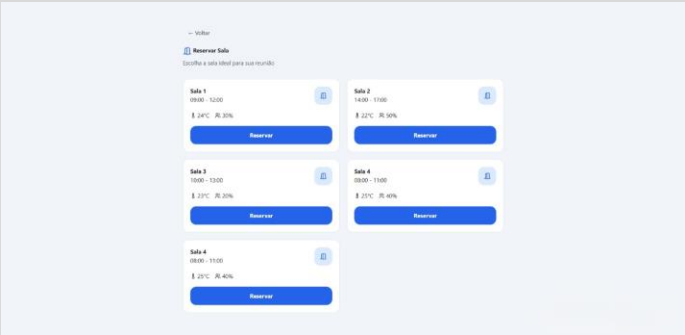 ← Voltar
Reservar Sala
Escolha a sala ideal para sua reunião
Sala 1
09:00 - 12:00
24°C 30%
Reservar
Sala 2
14:00 - 17:00
22°C 50%
Reservar
Sala 3
10:00 - 13:00
23°C 20%
Reservar
Sala 4
08:00 - 11:00
25°C 40%
Reservar
Sala 4
08:00 - 11:00
25°C 40%
Reservar